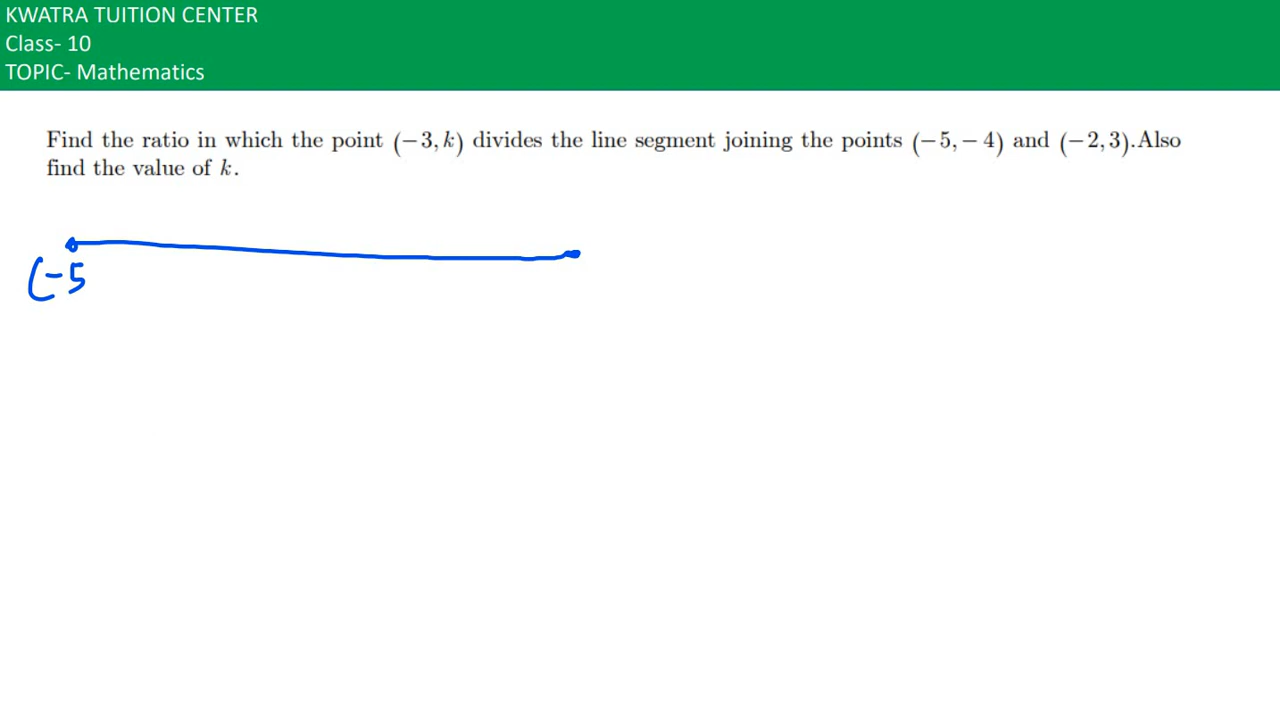 KWATRA TUITION CENTER
Class- 10
TOPIC- Mathematics
Find the ratio in which the point (−3, k) divides the line segment joining the points (−5, − 4) and (−2, 3).Also
find the value of k.
(−5